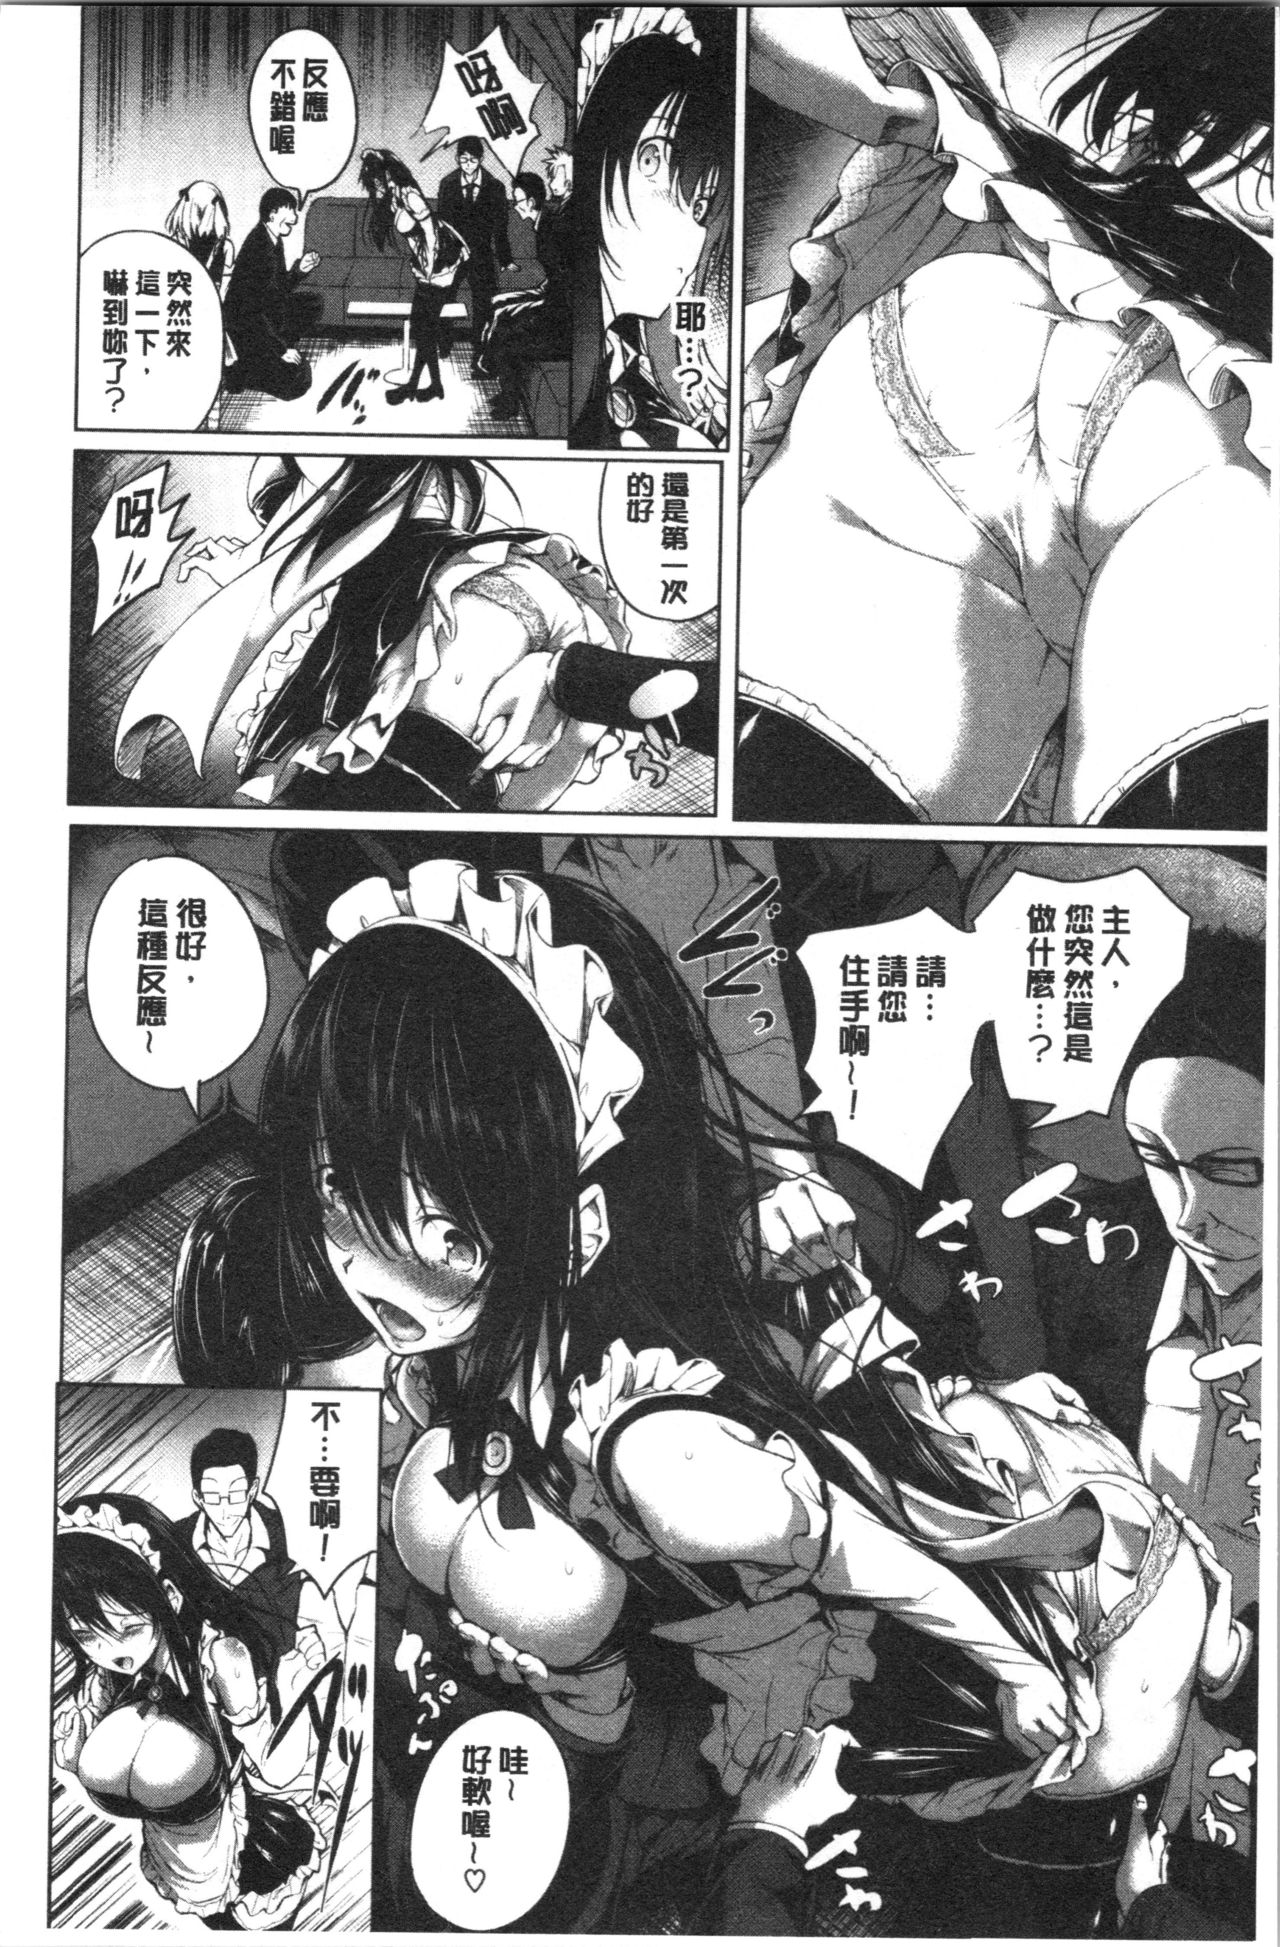 耶…?
呀啊
反應
不錯喔
突然來
這一下，
嚇到妳了?
還是第一次
的好
呀!!
主人，
您突然這是
做什麼…?
請…
請您
住手啊～!
很好，
這種反應～
さわ
さわ
たぷ
哇～
好軟喔～♡
不…要啊!